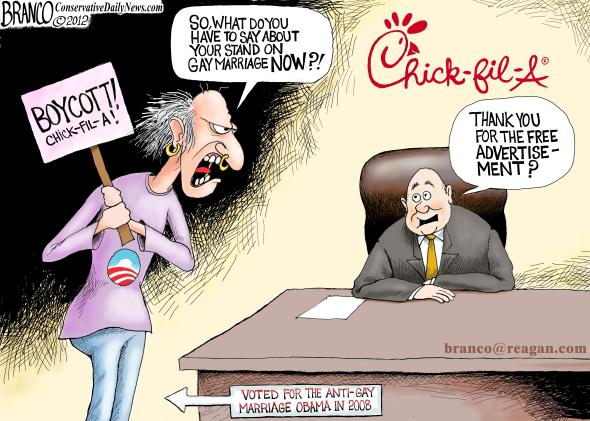 BRANCO ConservativeDailyNews.com
©2012
SO, WHAT DO YOU
HAVE TO SAY ABOUT
YOUR STAND ON
GAY MARRIAGE NOW?!
BOYCOTT!
CHICK-FIL-A!
Chick-fil-A®
THANK YOU
FOR THE FREE
ADVERTISE-
MENT?
branco@reagan.com
VOTED FOR THE ANTI-GAY
MARRIAGE OBAMA IN 2008